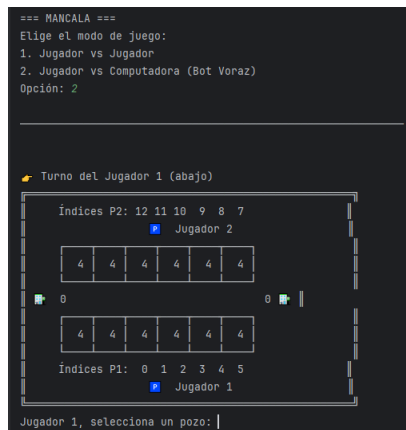 === MANCALA ===
Elige el modo de juego:
1. Jugador vs Jugador
2. Jugador vs Computadora (Bot Voraz)
Opción: 2
👉 Turno del Jugador 1 (abajo)
Índices P2: 12 11 10 9 8 7
🅿 Jugador 2
| 4 | 4 | 4 | 4 | 4 | 4 |
0 0
| 4 | 4 | 4 | 4 | 4 | 4 |
Índices P1: 0 1 2 3 4 5
🅿 Jugador 1
Jugador 1, selecciona un pozo: